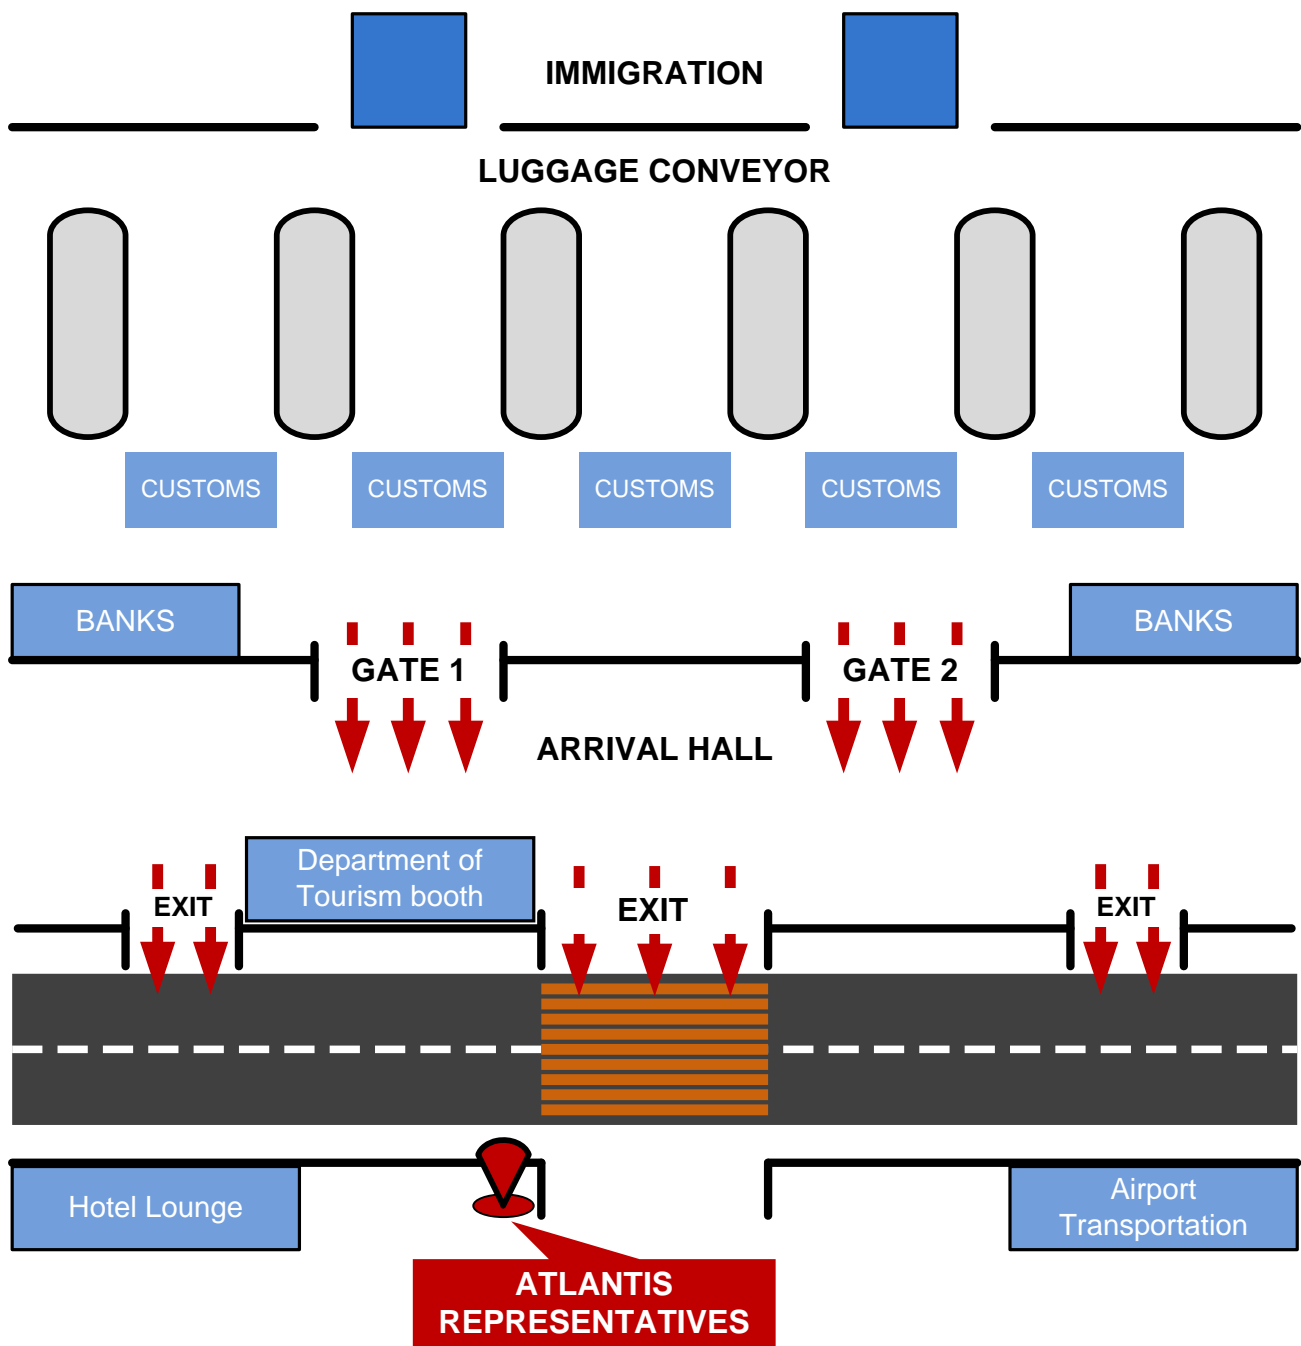 IMMIGRATION
LUGGAGE CONVEYOR
CUSTOMS
CUSTOMS
CUSTOMS
CUSTOMS
CUSTOMS
BANKS
BANKS
GATE 1
GATE 2
ARRIVAL HALL
Department of
Tourism booth
EXIT
EXIT
EXIT
Hotel Lounge
Airport
Transportation
ATLANTIS
REPRESENTATIVES